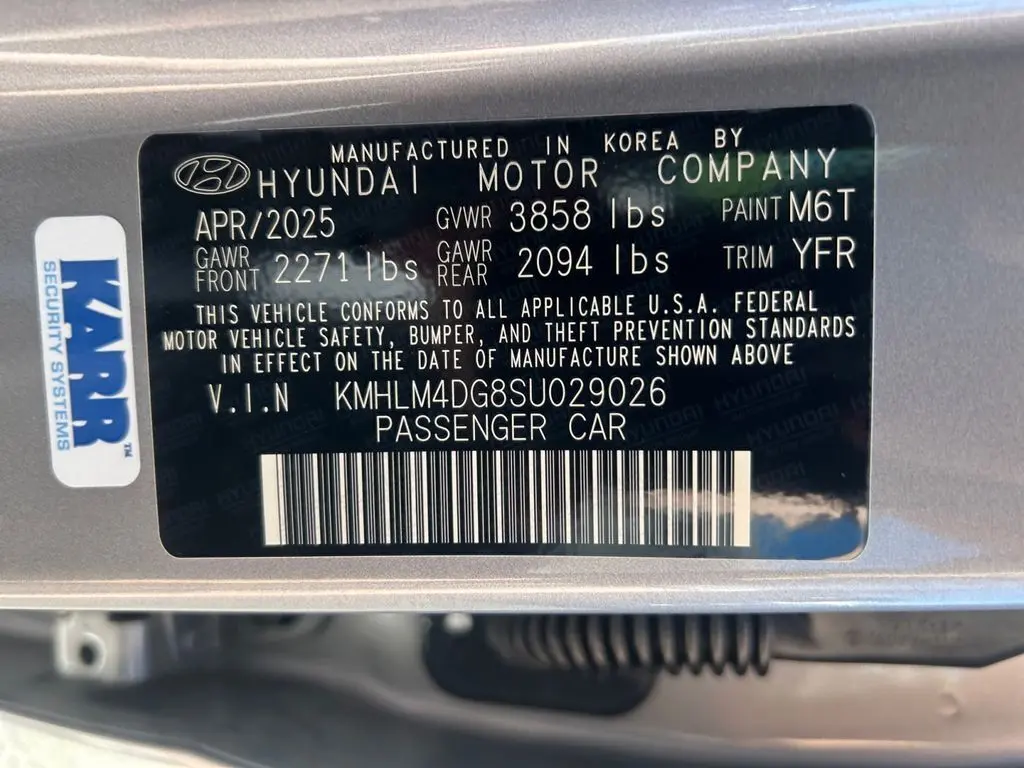 MANUFACTURED IN KOREA BY
HYUNDAI MOTOR COMPANY
APR/2025 GVWR 3858 lbs PAINT M6T
GAWR FRONT 2271 lbs GAWR REAR 2094 lbs TRIM YFR
THIS VEHICLE CONFORMS TO ALL APPLICABLE U.S.A. FEDERAL
MOTOR VEHICLE SAFETY, BUMPER, AND THEFT PREVENTION STANDARDS
IN EFFECT ON THE DATE OF MANUFACTURE SHOWN ABOVE
V.I.N KMHLM4DG8SU029026
PASSENGER CAR
KARR™
SECURITY SYSTEMS